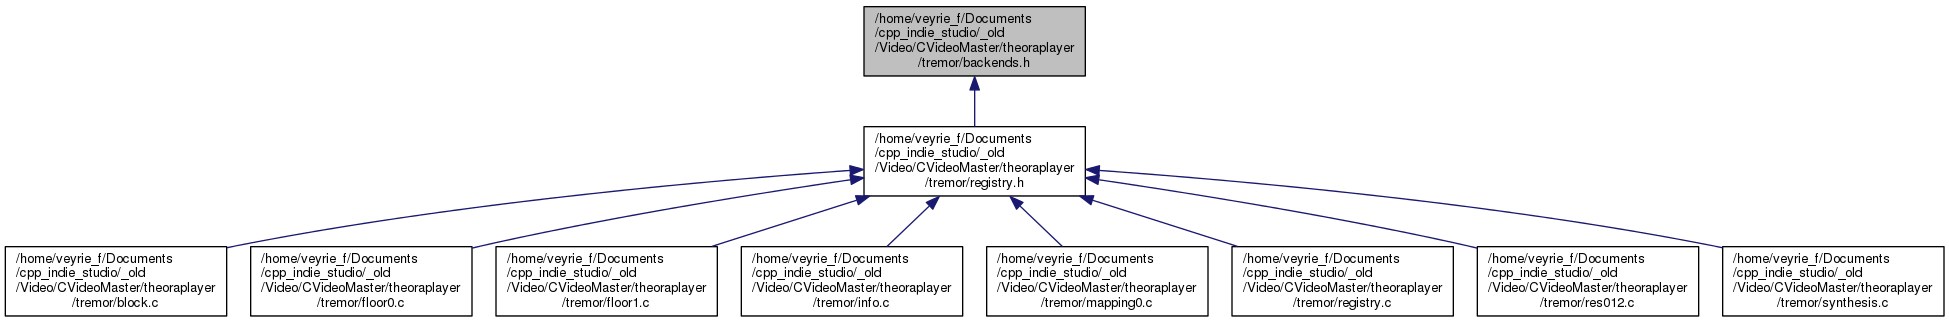 /home/veyrie_f/Documents
/cpp_indie_studio/_old
/Video/CVideoMaster/theoraplayer
/tremor/backends.h
/home/veyrie_f/Documents
/cpp_indie_studio/_old
/Video/CVideoMaster/theoraplayer
/tremor/registry.h
/home/veyrie_f/Documents
/cpp_indie_studio/_old
/Video/CVideoMaster/theoraplayer
/tremor/block.c
/home/veyrie_f/Documents
/cpp_indie_studio/_old
/Video/CVideoMaster/theoraplayer
/tremor/floor0.c
/home/veyrie_f/Documents
/cpp_indie_studio/_old
/Video/CVideoMaster/theoraplayer
/tremor/floor1.c
/home/veyrie_f/Documents
/cpp_indie_studio/_old
/Video/CVideoMaster/theoraplayer
/tremor/info.c
/home/veyrie_f/Documents
/cpp_indie_studio/_old
/Video/CVideoMaster/theoraplayer
/tremor/mapping0.c
/home/veyrie_f/Documents
/cpp_indie_studio/_old
/Video/CVideoMaster/theoraplayer
/tremor/registry.c
/home/veyrie_f/Documents
/cpp_indie_studio/_old
/Video/CVideoMaster/theoraplayer
/tremor/res012.c
/home/veyrie_f/Documents
/cpp_indie_studio/_old
/Video/CVideoMaster/theoraplayer
/tremor/synthesis.c